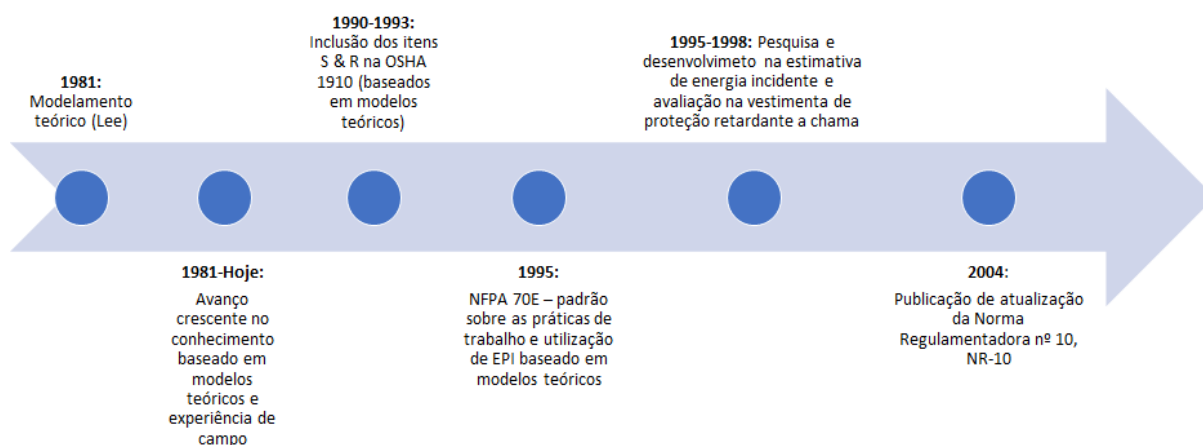 1981:
Modelamento
teórico (Lee)
1981-Hoje:
Avanço
crescente no
conhecimento
baseado em
modelos
teóricos e
experiência de
campo
1990-1993:
Inclusão dos itens
S & R na OSHA
1910 (baseados
em modelos
teóricos)
1995:
NFPA 70E – padrão
sobre as práticas de
trabalho e utilização
de EPI baseado em
modelos teóricos
1995-1998: Pesquisa e
desenvolvimeto na estimativa
de energia incidente e
avaliação na vestimenta de
proteção retardante a chama
2004:
Publicação de atualização
da Norma
Regulamentadora nº 10,
NR-10